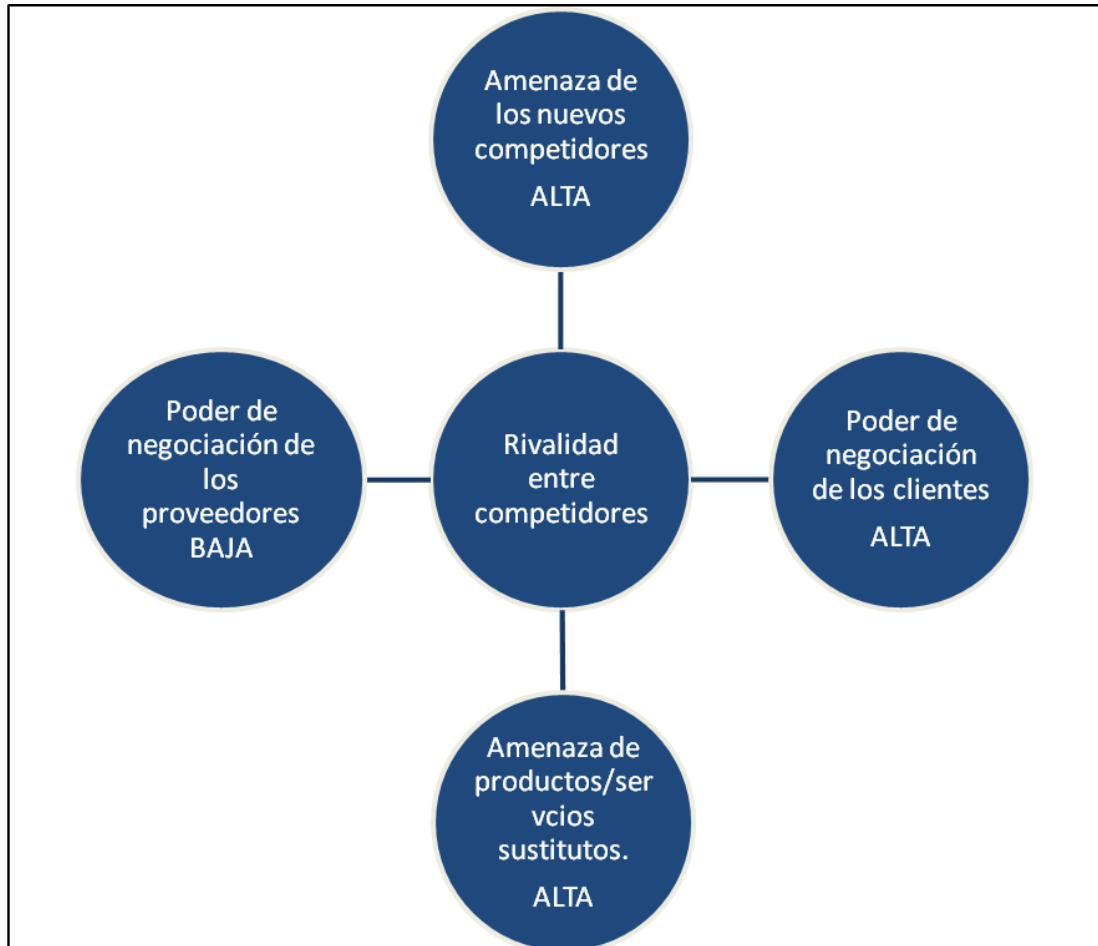 Amenaza de
los nuevos
competidores
ALTA
Poder de
negociación de
los
proveedores
BAJA
Rivalidad
entre
competidores
Poder de
negociación
de los clientes
ALTA
Amenaza de
productos/ser
vcios
sustitutos.
ALTA